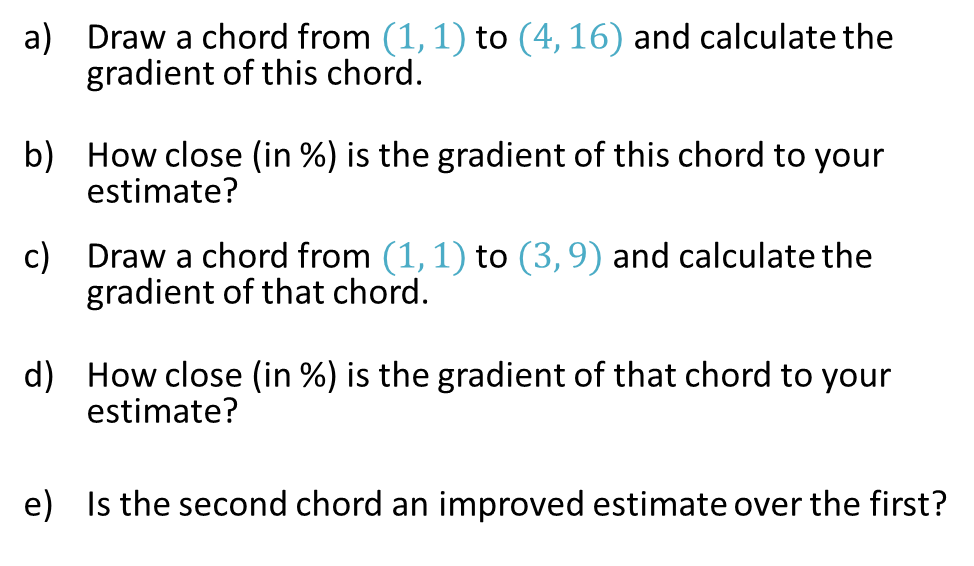 a) Draw a chord from (1, 1) to (4, 16) and calculate the
gradient of this chord.
b) How close (in %) is the gradient of this chord to your
estimate?
c) Draw a chord from (1, 1) to (3, 9) and calculate the
gradient of that chord.
d) How close (in %) is the gradient of that chord to your
estimate?
e) Is the second chord an improved estimate over the first?